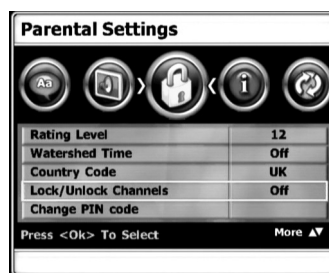 Parental Settings
Aa
i
Rating Level 12
Watershed Time Off
Country Code UK
Lock/Unlock Channels Off
Change PIN code
Press <Ok> To Select More ▲▼